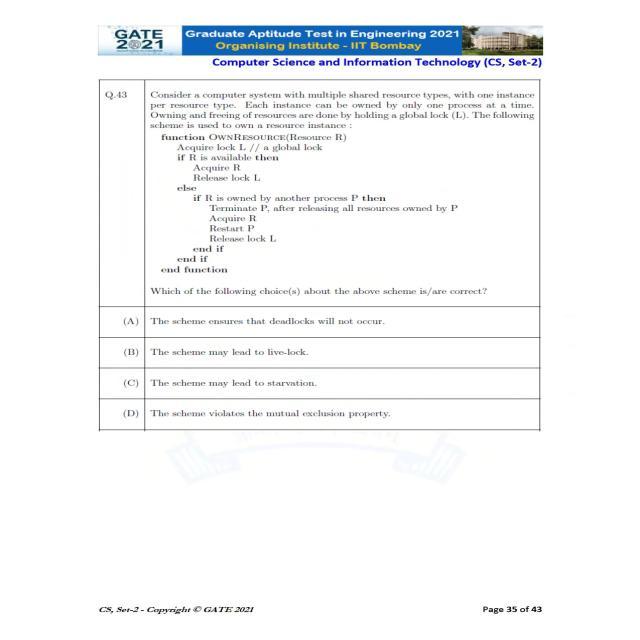 GATE
2021
Graduate Aptitude Test in Engineering 2021
Organising Institute - IIT Bombay
Computer Science and Information Technology (CS, Set-2)
Q.43 Consider a computer system with multiple shared resource types, with one instance
per resource type. Each instance can be owned by only one process at a time.
Owning and freeing of resources are done by holding a global lock (L). The following
scheme is used to own a resource instance :
function OWNRESOURCE(Resource R)
Acquire lock L // a global lock
if R is available then
Acquire R
Release lock L
else
if R is owned by another process P then
Terminate P, after releasing all resources owned by P
Acquire R
Restart P
Release lock L
end if
end if
end function
Which of the following choice(s) about the above scheme is/are correct?
(A) The scheme ensures that deadlocks will not occur.
(B) The scheme may lead to live-lock.
(C) The scheme may lead to starvation.
(D) The scheme violates the mutual exclusion property.
CS, Set-2 - Copyright © GATE 2021 Page 35 of 43